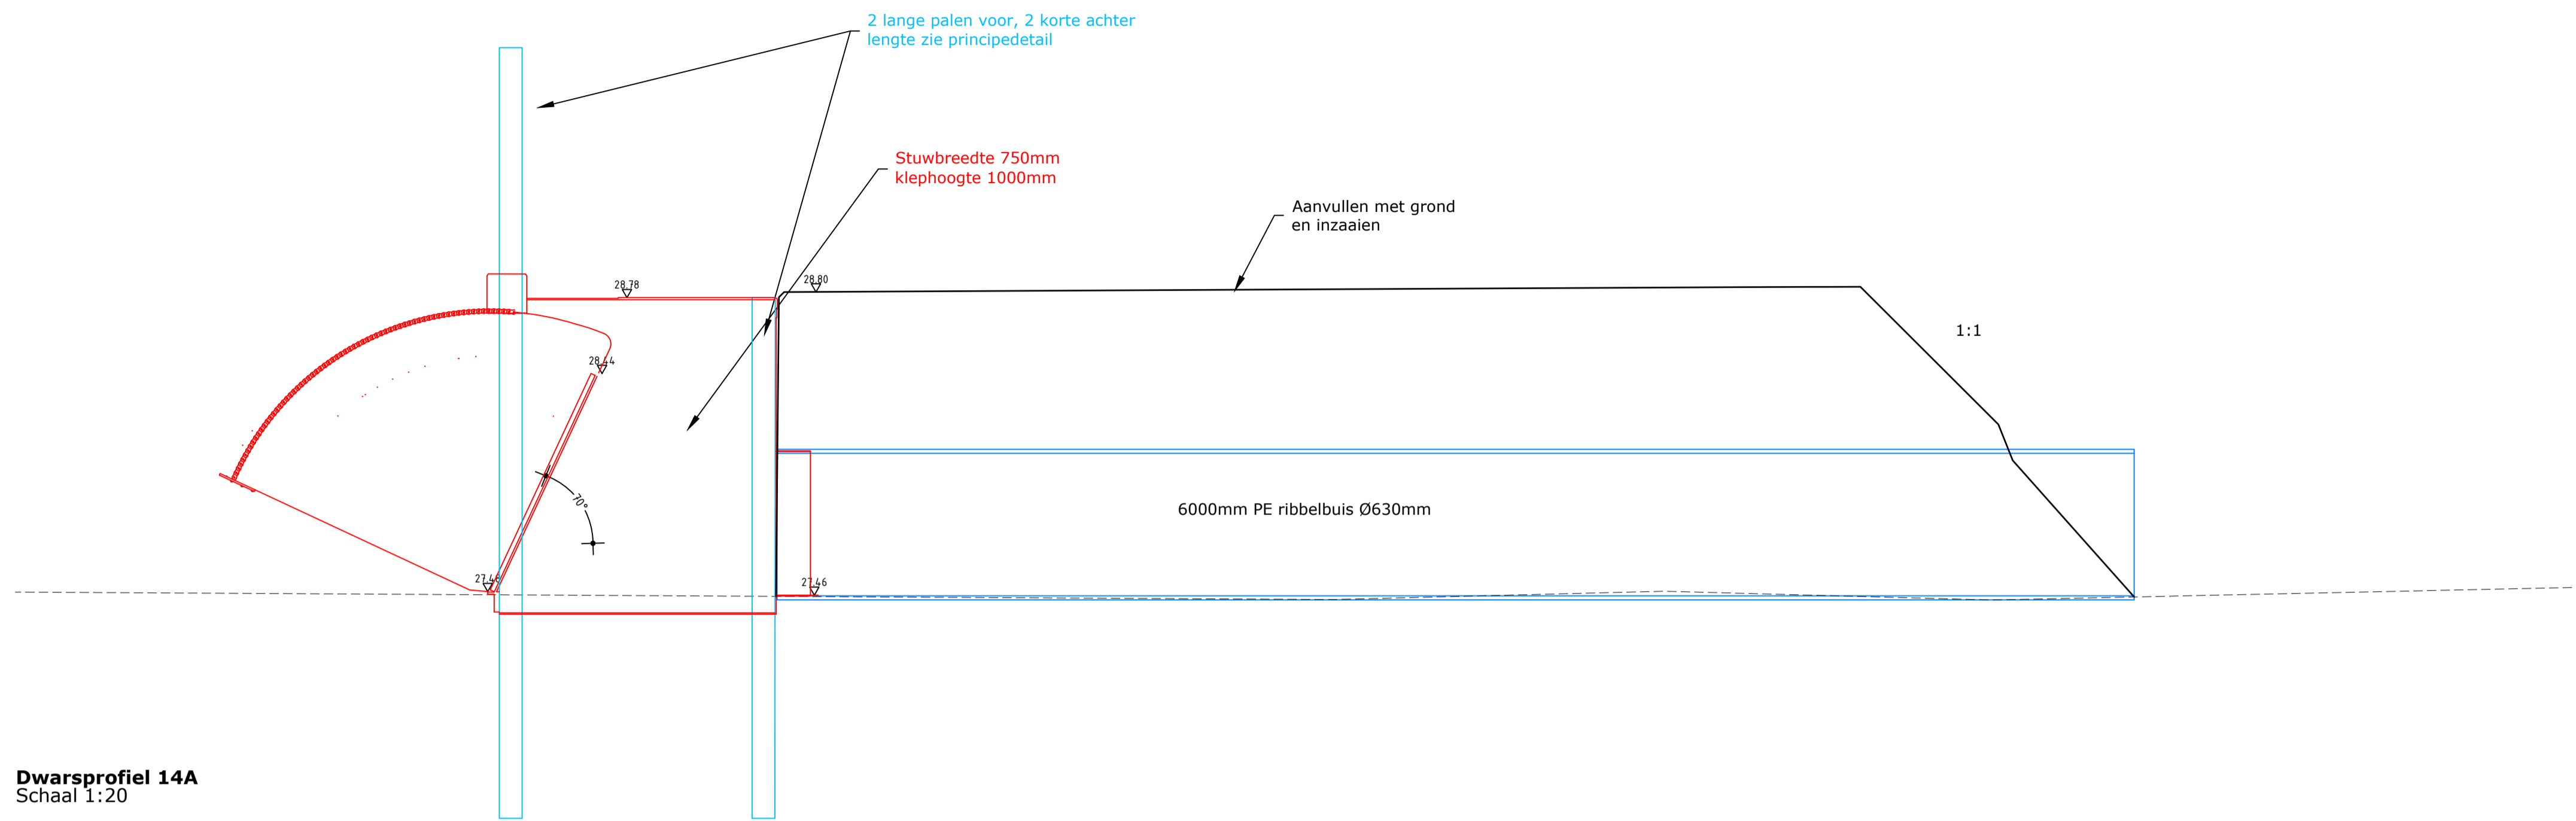 2 lange palen voor, 2 korte achter
lengte zie principedetail
Stuwbreedte 750mm
klephoogte 1000mm
Aanvullen met grond
en inzaaien
28.78
28.80
1:1
28.44
70°
6000mm PE ribbelbuis Ø630mm
27.46
Dwarsprofiel 14A
Schaal 1:20